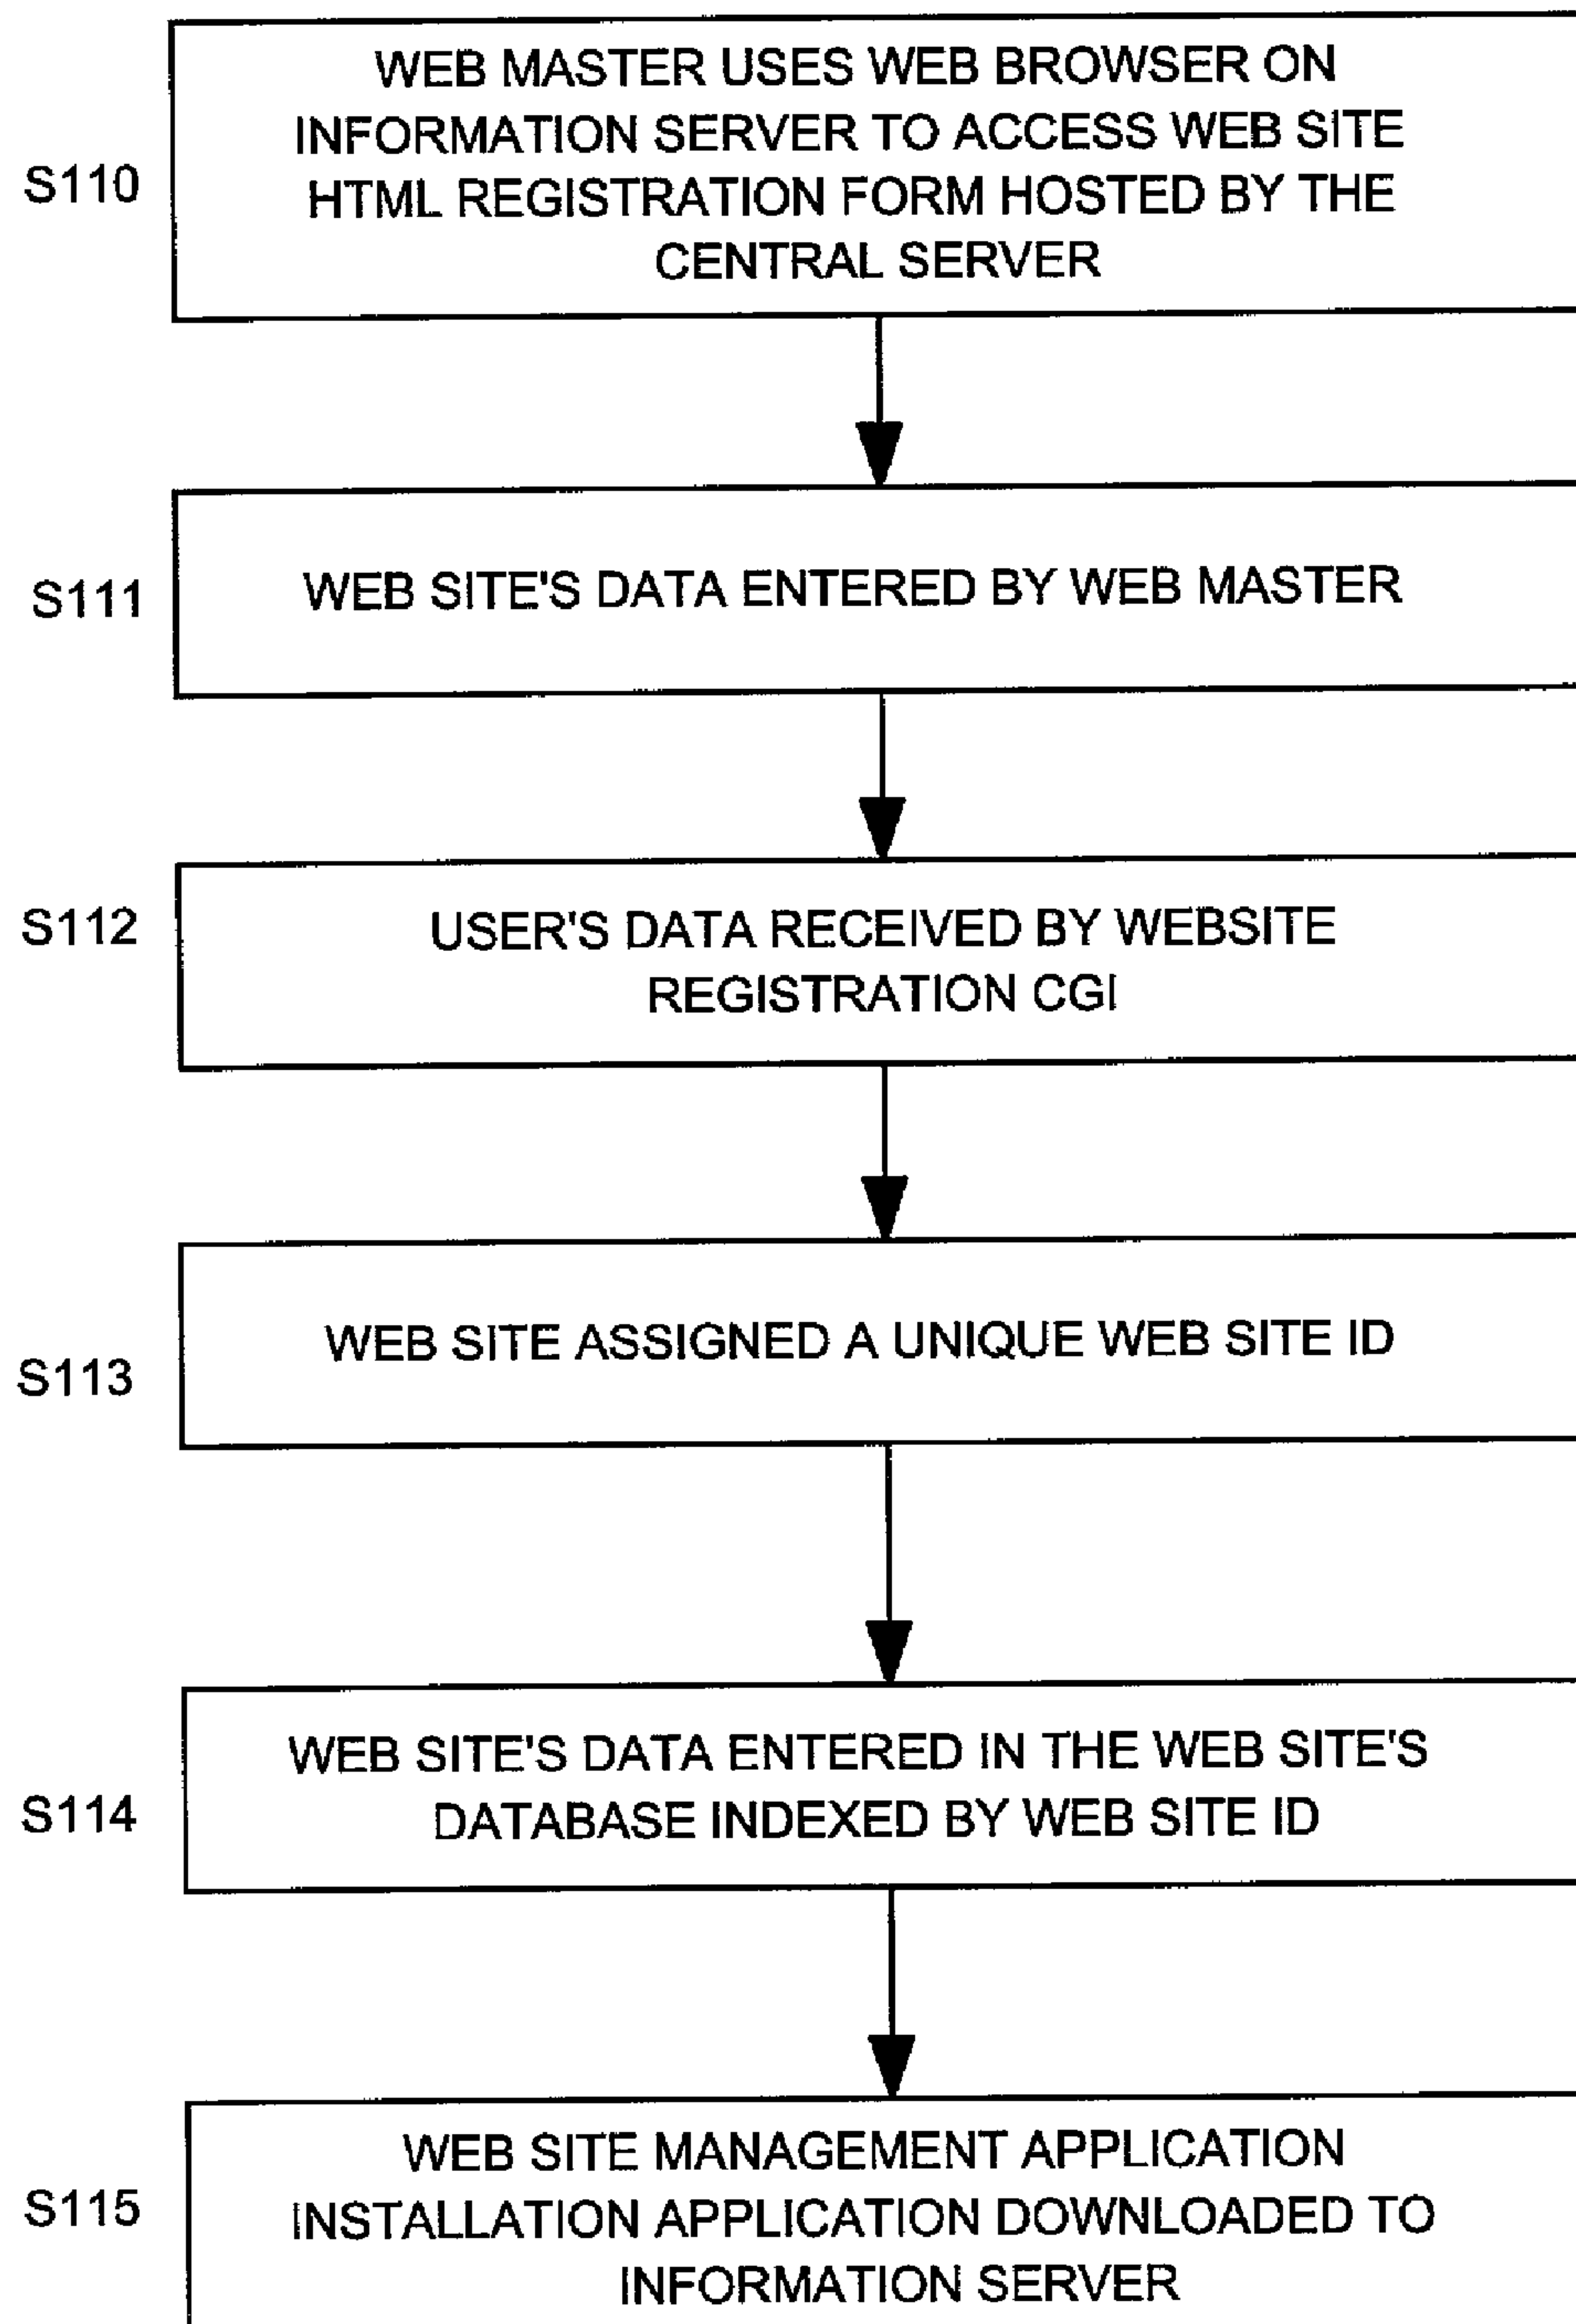 S110
WEB MASTER USES WEB BROWSER ON
INFORMATION SERVER TO ACCESS WEB SITE
HTML REGISTRATION FORM HOSTED BY THE
CENTRAL SERVER
S111
WEB SITE'S DATA ENTERED BY WEB MASTER
S112
USER'S DATA RECEIVED BY WEBSITE
REGISTRATION CGI
S113
WEB SITE ASSIGNED A UNIQUE WEB SITE ID
S114
WEB SITE'S DATA ENTERED IN THE WEB SITE'S
DATABASE INDEXED BY WEB SITE ID
S115
WEB SITE MANAGEMENT APPLICATION
INSTALLATION APPLICATION DOWNLOADED TO
INFORMATION SERVER